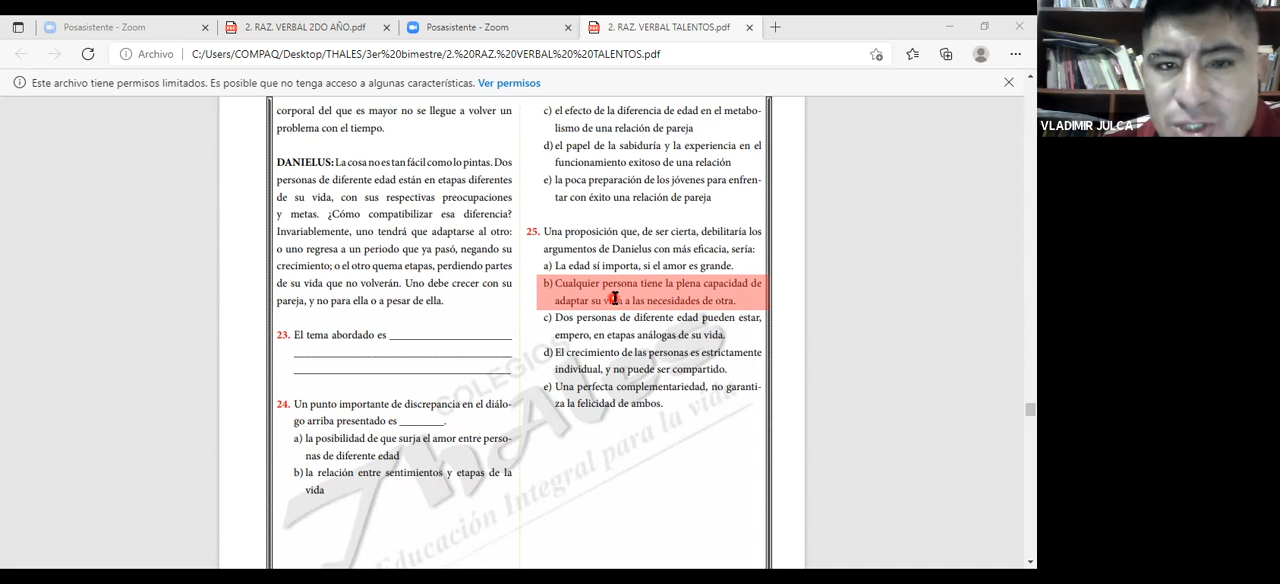 Posasistente - Zoom
2. RAZ. VERBAL 2DO AÑO.pdf
Posasistente - Zoom
2. RAZ. VERBAL TALENTOS.pdf
Archivo
C:/Users/COMPAQ/Desktop/THALES/3er%20bimestre/2.%20RAZ.%20VERBAL%20%20TALENTOS.pdf
Este archivo tiene permisos limitados. Es posible que no tenga acceso a algunas características. Ver permisos
VLADIMIR JULCA
corporal del que es mayor no se llegue a volver un
problema con el tiempo.
DANIELUS: La cosa no es tan fácil como lo pintas. Dos
personas de diferente edad están en etapas diferentes
de su vida, con sus respectivas preocupaciones
y metas. ¿Cómo compatibilizar esa diferencia?
Invariablemente, uno tendrá que adaptarse al otro:
o uno regresa a un periodo que ya pasó, negando su
crecimiento; o el otro quema etapas, perdiendo partes
de su vida que no volverán. Uno debe crecer con su
pareja, y no para ella o a pesar de ella.
23. El tema abordado es ____________________
________________________________________
________________________________________
24. Un punto importante de discrepancia en el diálo-
go arriba presentado es ________.
a) la posibilidad de que surja el amor entre perso-
nas de diferente edad
b) la relación entre sentimientos y etapas de la
vida
c) el efecto de la diferencia de edad en el metabo-
lismo de una relación de pareja
d) el papel de la sabiduría y la experiencia en el
funcionamiento exitoso de una relación
e) la poca preparación de los jóvenes para enfren-
tar con éxito una relación de pareja
25. Una proposición que, de ser cierta, debilitaría los
argumentos de Danielus con más eficacia, sería:
a) La edad sí importa, si el amor es grande.
b) Cualquier persona tiene la plena capacidad de
adaptar su vida a las necesidades de otra.
c) Dos personas de diferente edad pueden estar,
empero, en etapas análogas de su vida.
d) El crecimiento de las personas es estrictamente
individual, y no puede ser compartido.
e) Una perfecta complementariedad, no garanti-
za la felicidad de ambos.
COLEGIOS
Thales
Educación Integral para la vida